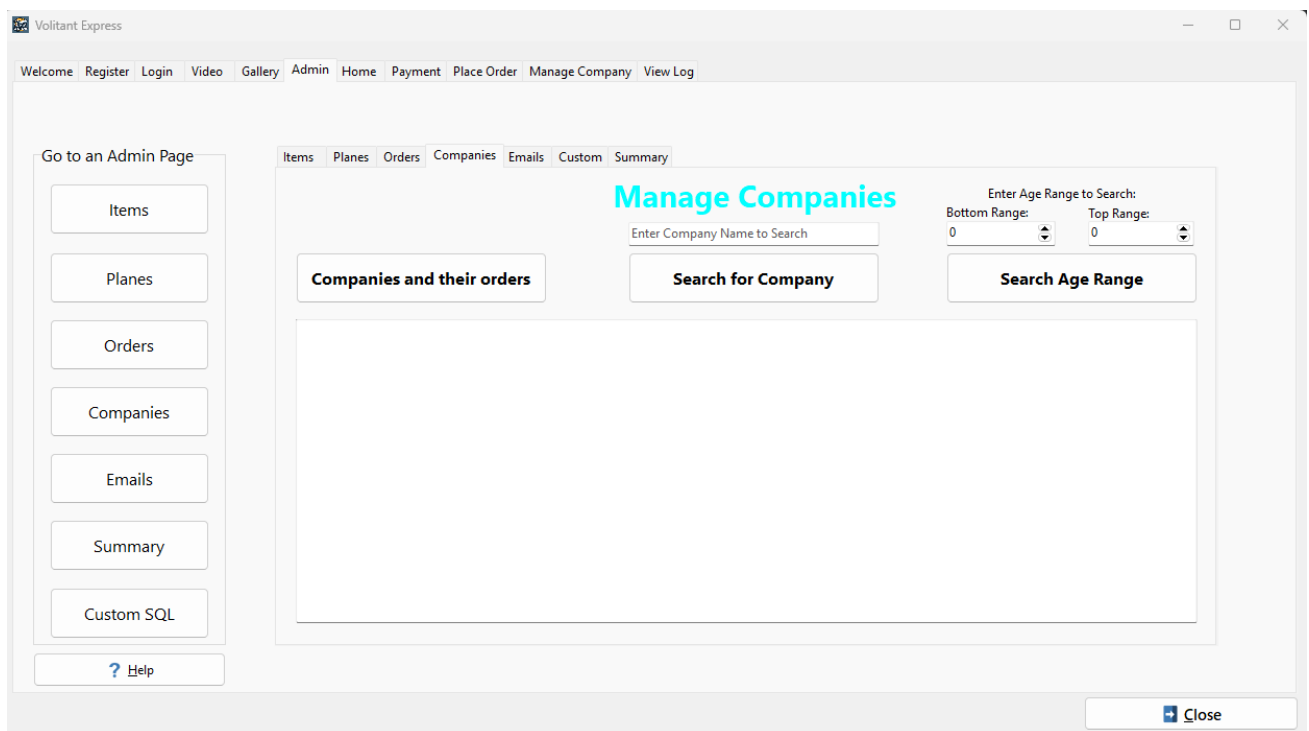 Volitant Express
Welcome Register Login Video Gallery Admin Home Payment Place Order Manage Company View Log
Go to an Admin Page
Items
Planes
Orders
Companies
Emails
Summary
Custom SQL
? Help
Items Planes Orders Companies Emails Custom Summary
Manage Companies
Enter Company Name to Search
Enter Age Range to Search:
Bottom Range: Top Range:
0 0
Companies and their orders
Search for Company
Search Age Range
Close